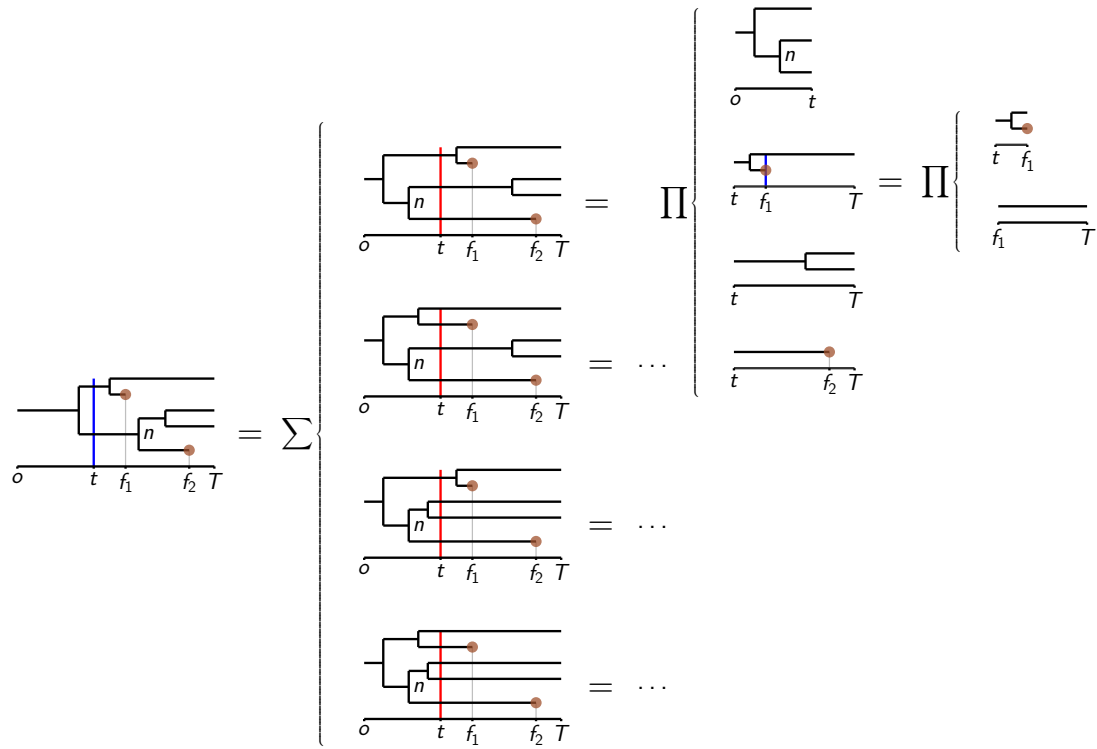 n
o t f₁ f₂ T
= ∑
n
o t f₁ f₂ T
=
n
o t f₁ f₂ T
= ⋯
n
o t f₁ f₂ T
= ⋯
n
o t f₁ f₂ T
= ⋯
∏
n
o t
t f₁ T
t T
t f₂ T
= ∏
t f₁
f₁ T